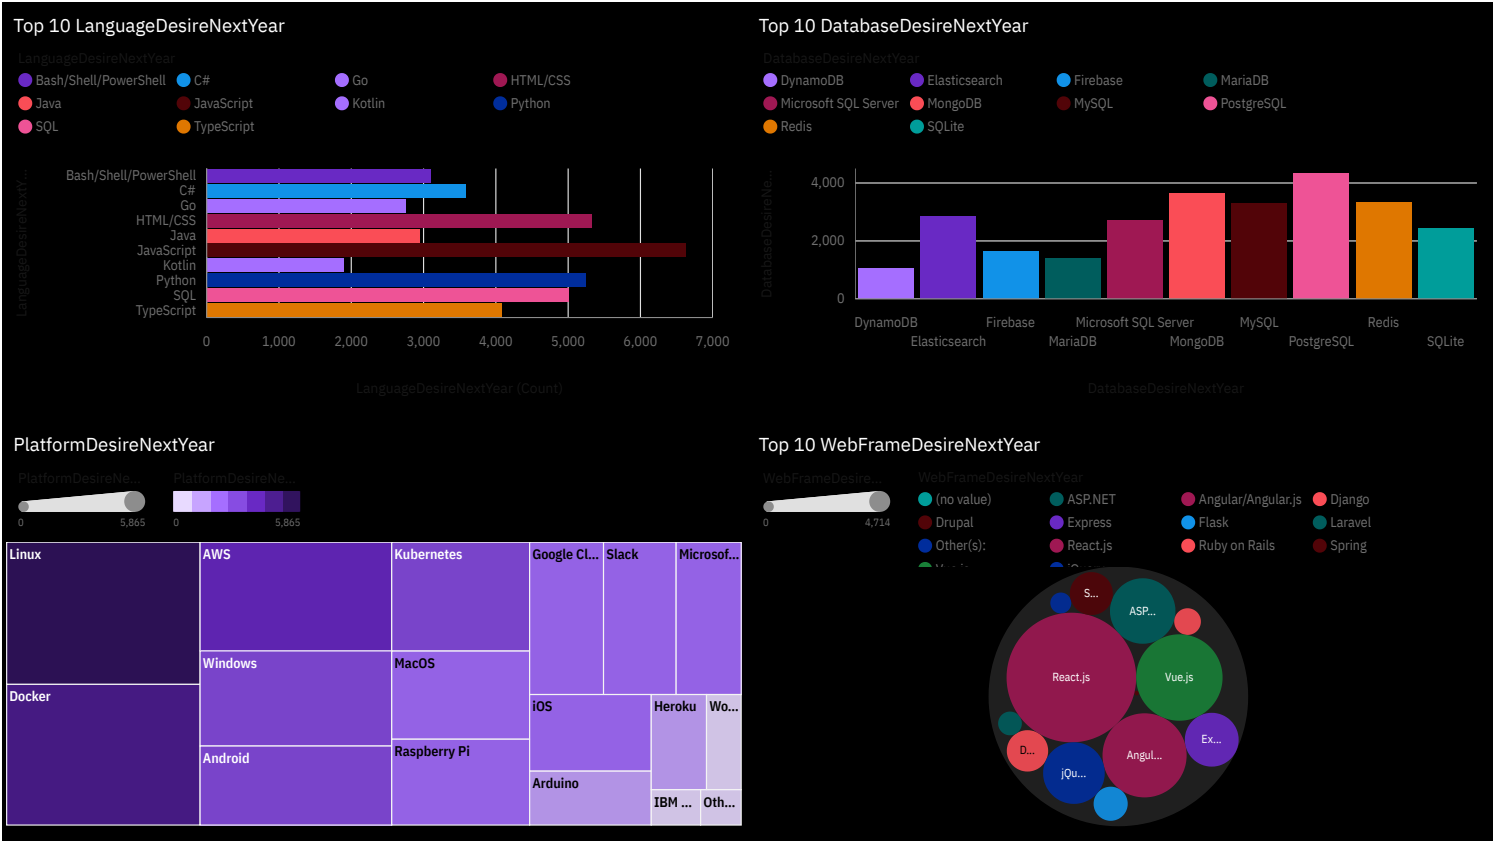 Top 10 LanguageDesireNextYear
LanguageDesireNextYear
Bash/Shell/PowerShell C# Go HTML/CSS
Java JavaScript Kotlin Python
SQL TypeScript
LanguageDesireNextY...
Bash/Shell/PowerShell
C#
Go
HTML/CSS
Java
JavaScript
Kotlin
Python
SQL
TypeScript
0 1,000 2,000 3,000 4,000 5,000 6,000 7,000
LanguageDesireNextYear (Count)
Top 10 DatabaseDesireNextYear
DatabaseDesireNextYear
DynamoDB Elasticsearch Firebase MariaDB
Microsoft SQL Server MongoDB MySQL PostgreSQL
Redis SQLite
DatabaseDesireNe...
4,000
2,000
0
DynamoDB Firebase Microsoft SQL Server MySQL Redis
Elasticsearch MariaDB MongoDB PostgreSQL SQLite
DatabaseDesireNextYear
PlatformDesireNextYear
PlatformDesireNe... PlatformDesireNe...
0 5,865 0 5,865
Linux AWS Kubernetes Google Cl... Slack Microsof...
Windows MacOS
Docker iOS Heroku Wo...
Android Raspberry Pi
Arduino IBM ... Oth...
Top 10 WebFrameDesireNextYear
WebFrameDesire... WebFrameDesireNextYear
0 4,714
(no value) ASP.NET Angular/Angular.js Django
Drupal Express Flask Laravel
Other(s): React.js Ruby on Rails Spring
S...
ASP...
React.js Vue.js
Ex...
D... Angul...
jQu...